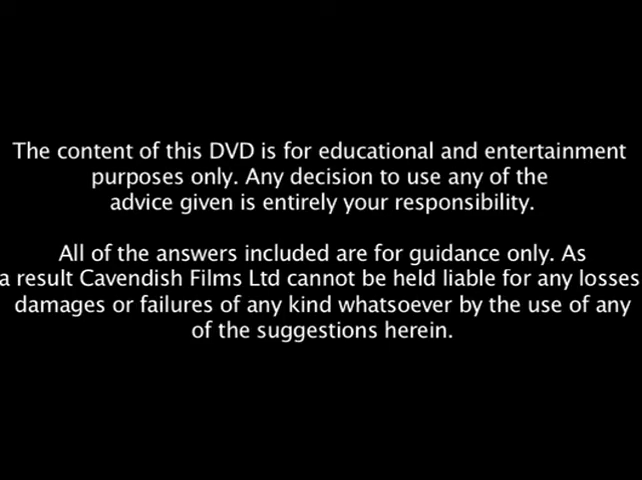 The content of this DVD is for educational and entertainment
purposes only. Any decision to use any of the
advice given is entirely your responsibility.
All of the answers included are for guidance only. As
a result Cavendish Films Ltd cannot be held liable for any losses
damages or failures of any kind whatsoever by the use of any
of the suggestions herein.